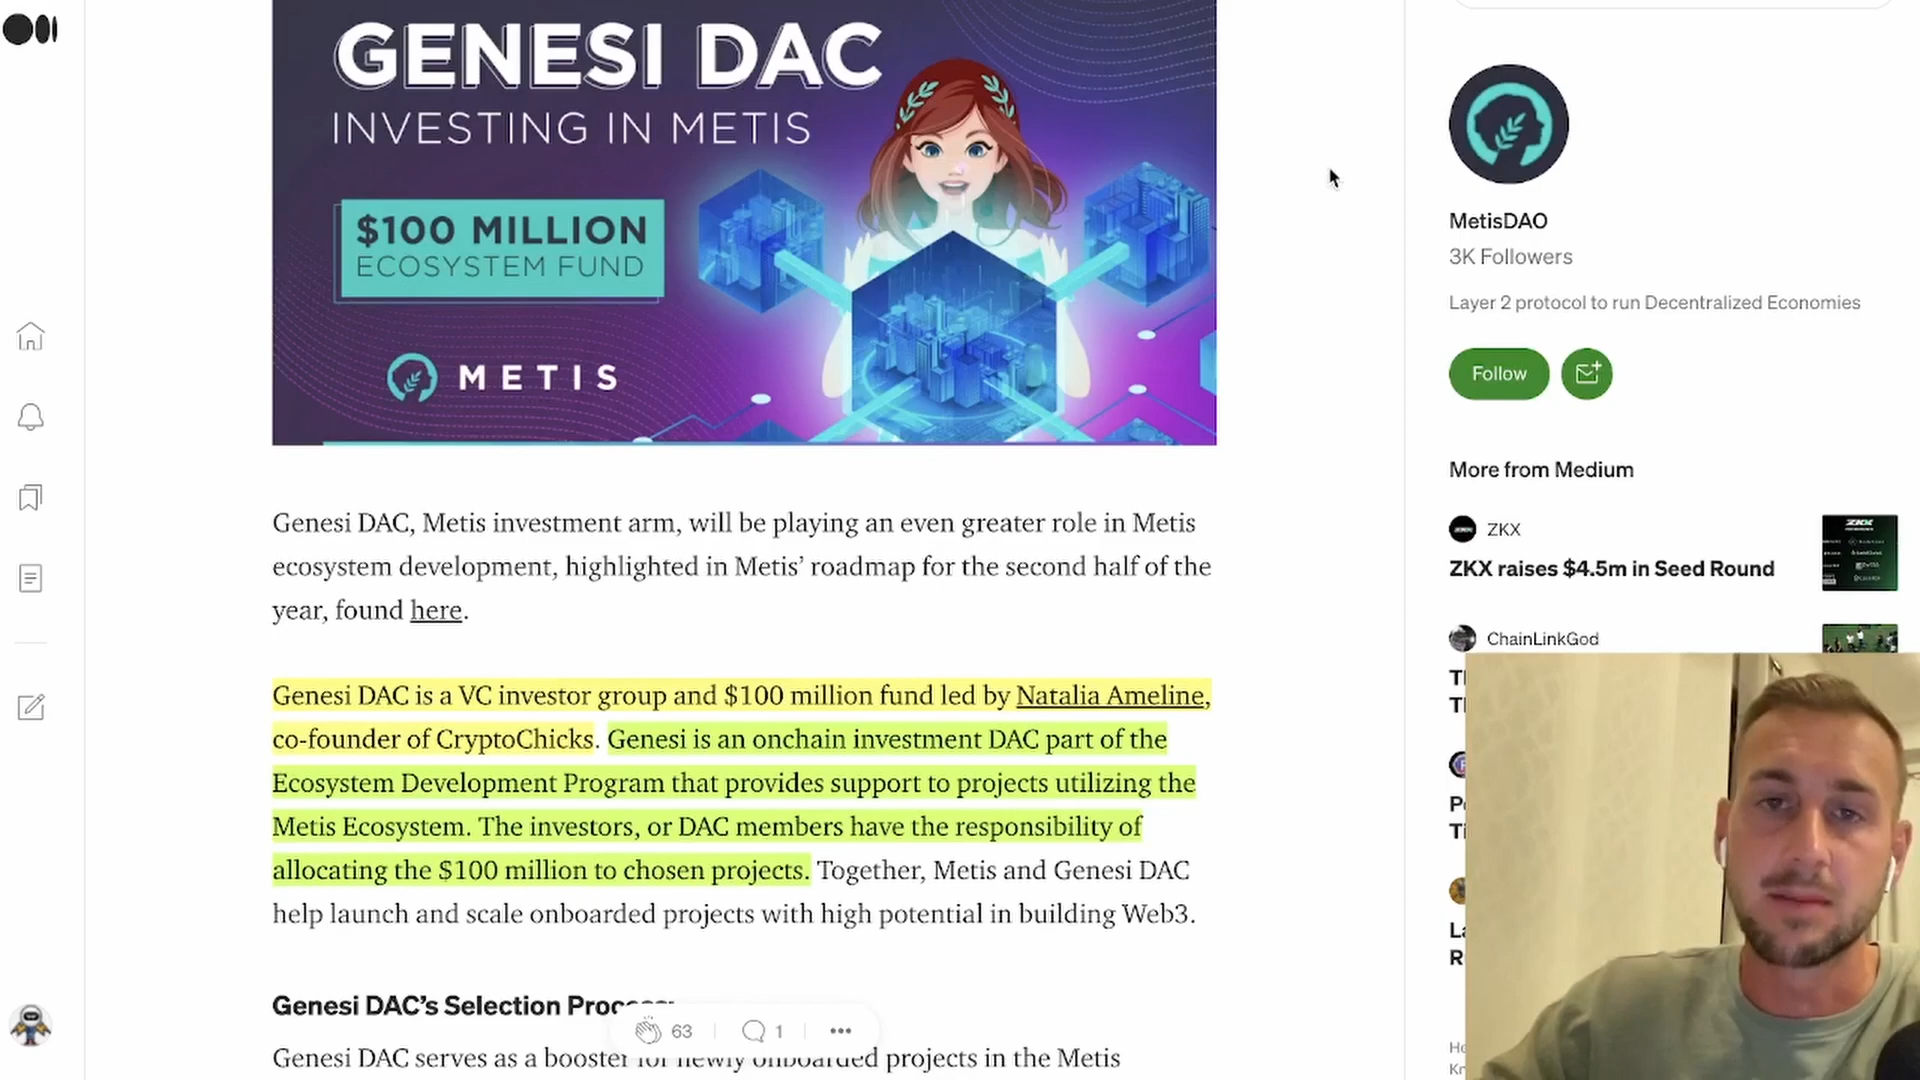 GENESI DAC
INVESTING IN METIS
$100 MILLION
ECOSYSTEM FUND
METIS
Genesi DAC, Metis investment arm, will be playing an even greater role in Metis
ecosystem development, highlighted in Metis’ roadmap for the second half of the
year, found here.
Genesi DAC is a VC investor group and $100 million fund led by Natalia Ameline,
co-founder of CryptoChicks. Genesi is an onchain investment DAC part of the
Ecosystem Development Program that provides support to projects utilizing the
Metis Ecosystem. The investors, or DAC members have the responsibility of
allocating the $100 million to chosen projects. Together, Metis and Genesi DAC
help launch and scale onboarded projects with high potential in building Web3.
Genesi DAC’s Selection Process
63
1
Genesi DAC serves as a booster for newly onboarded projects in the Metis
MetisDAO
3K Followers
Layer 2 protocol to run Decentralized Economies
Follow
More from Medium
ZKX
ZKX raises $4.5m in Seed Round
ChainLinkGod